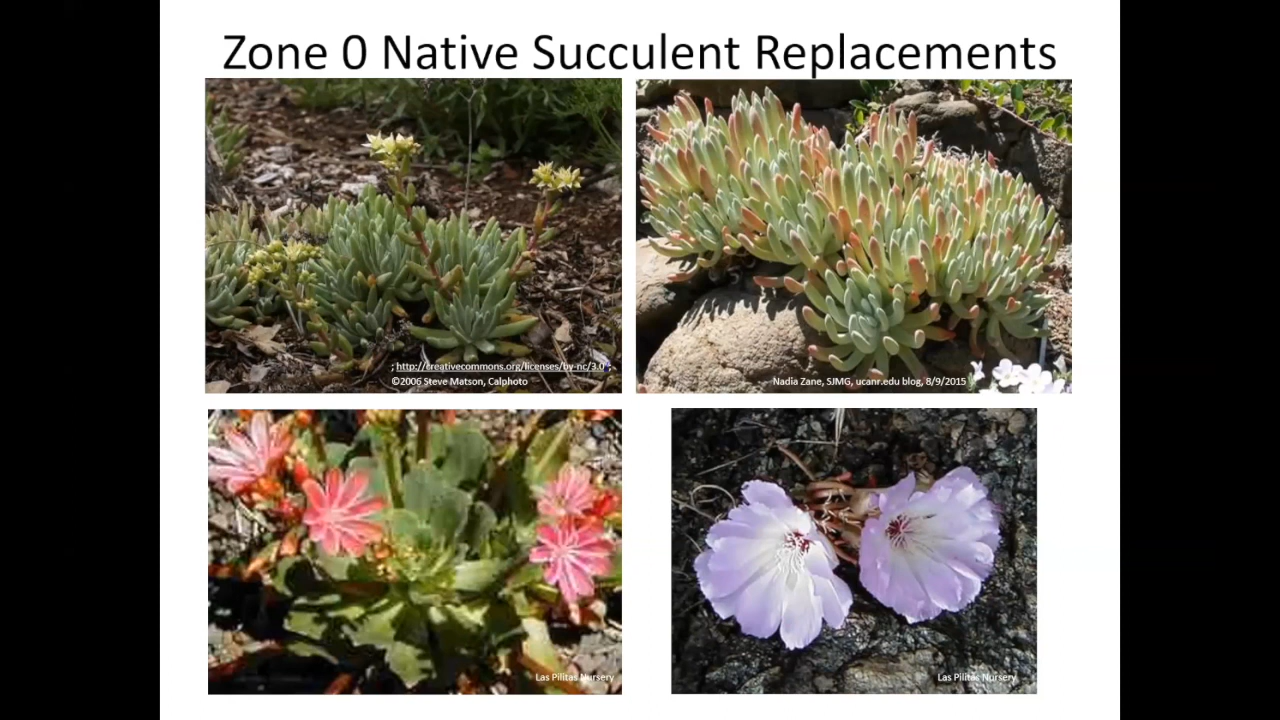 Zone 0 Native Succulent Replacements
; http://creativecommons.org/licenses/by-nc/3.0 ;
©2006 Steve Matson, Calphoto
Nadia Zane, SJMG, ucanr.edu blog, 8/9/2015
Las Pilitas Nursery
Las Pilitas Nursery